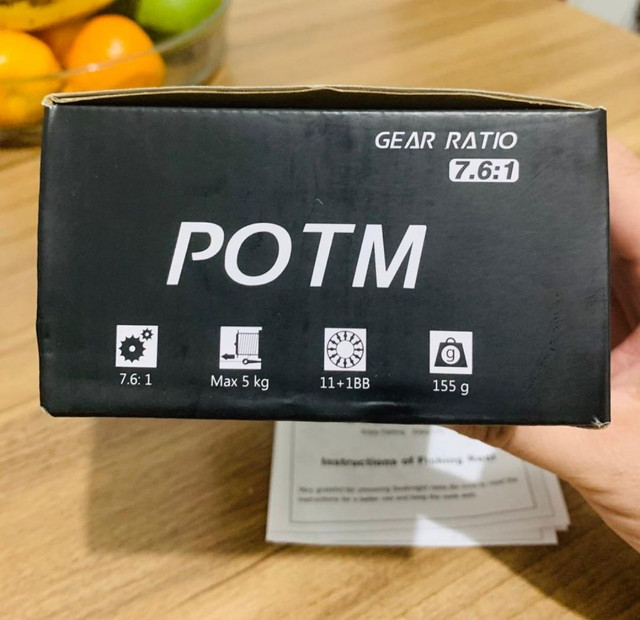 GEAR RATIO
7.6:1
POTM
g
7.6: 1
Max 5 kg
11+1BB
155 g
Instructions of Fishing Reel